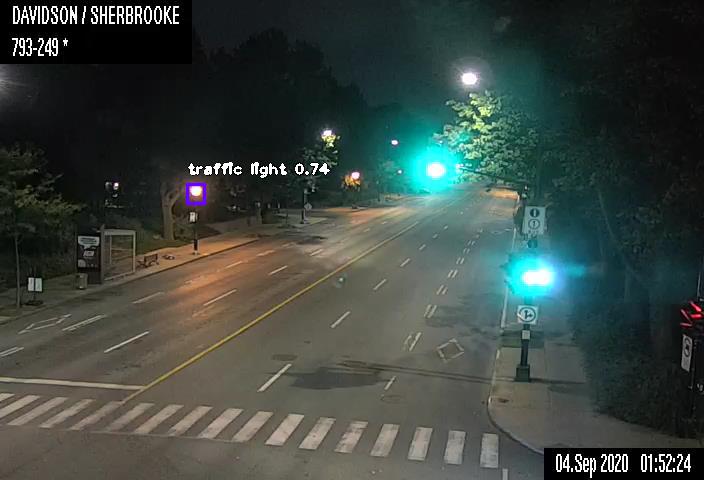 DAVIDSON / SHERBROOKE
793-249 *
traffic light 0.74
04.Sep 2020 01:52:24